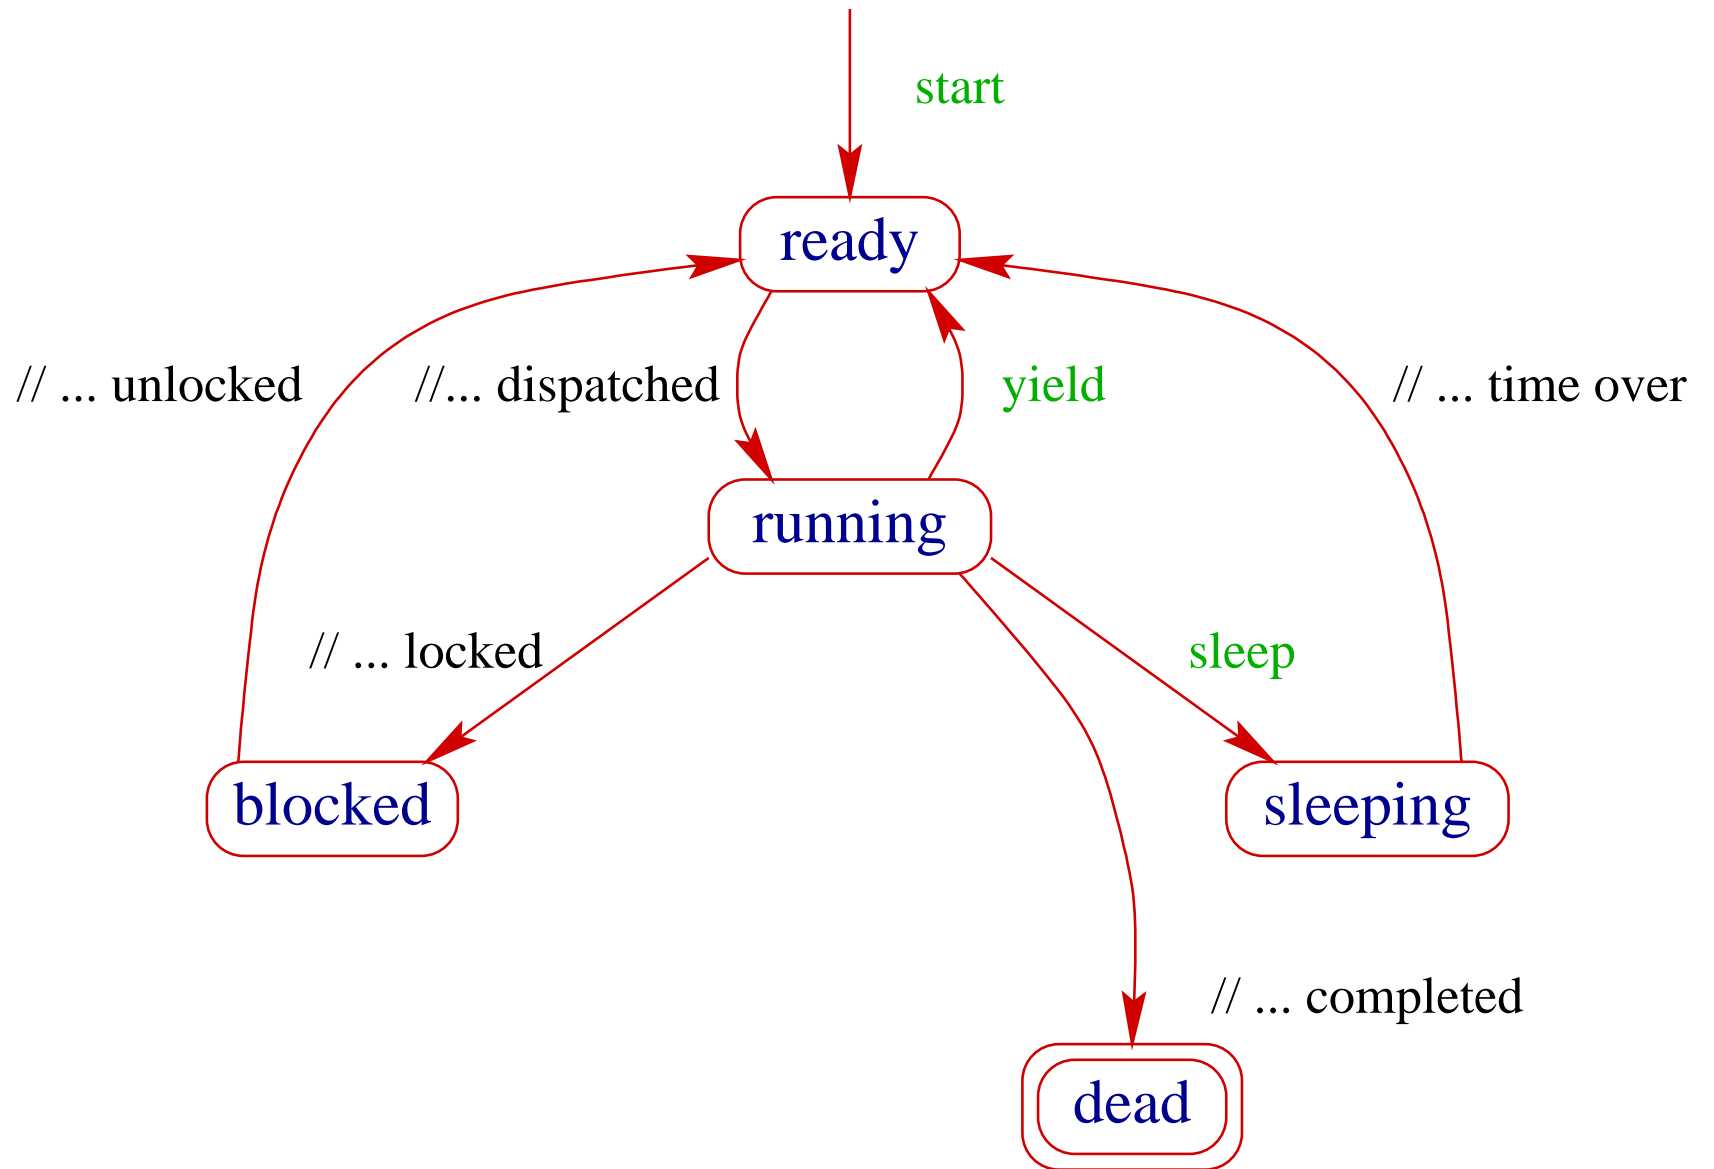 start
ready
// ... unlocked
//... dispatched
yield
// ... time over
running
// ... locked
sleep
blocked
sleeping
// ... completed
dead